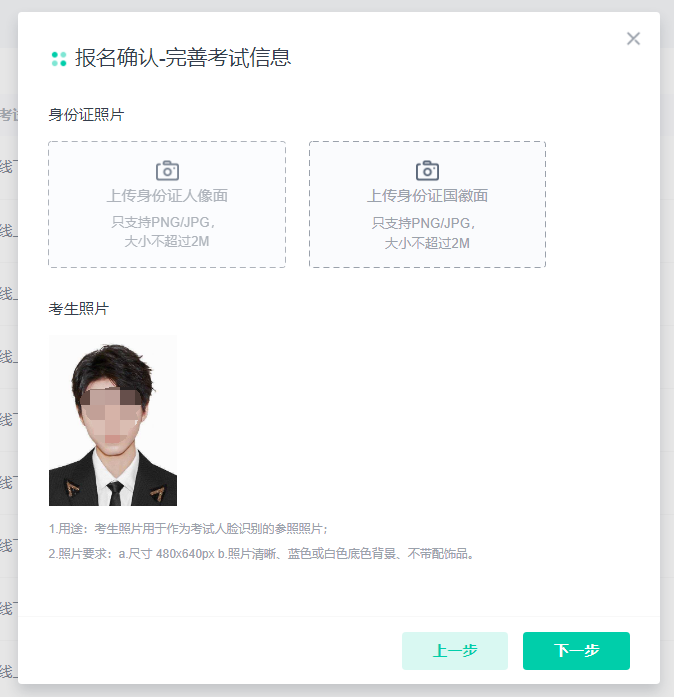 报名确认-完善考试信息
身份证照片
上传身份证人像面
只支持PNG/JPG，
大小不超过2M
上传身份证国徽面
只支持PNG/JPG，
大小不超过2M
考生照片
1.用途：考生照片用于作为考试人脸识别的参照照片；
2.照片要求：a.尺寸 480x640px b.照片清晰、蓝色或白色底色背景、不带配饰品。
上一步
下一步